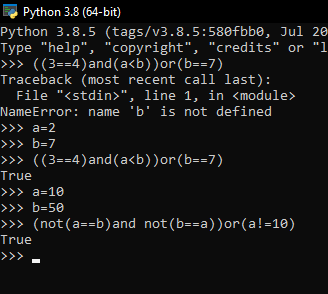 Python 3.8 (64-bit)
Python 3.8.5 (tags/v3.8.5:580fbb0, Jul 20
Type "help", "copyright", "credits" or "l
>>> ((3==4)and(a<b))or(b==7)
Traceback (most recent call last):
  File "<stdin>", line 1, in <module>
NameError: name 'b' is not defined
>>> a=2
>>> b=7
>>> ((3==4)and(a<b))or(b==7)
True
>>> a=10
>>> b=50
>>> (not(a==b)and not(b==a))or(a!=10)
True
>>>